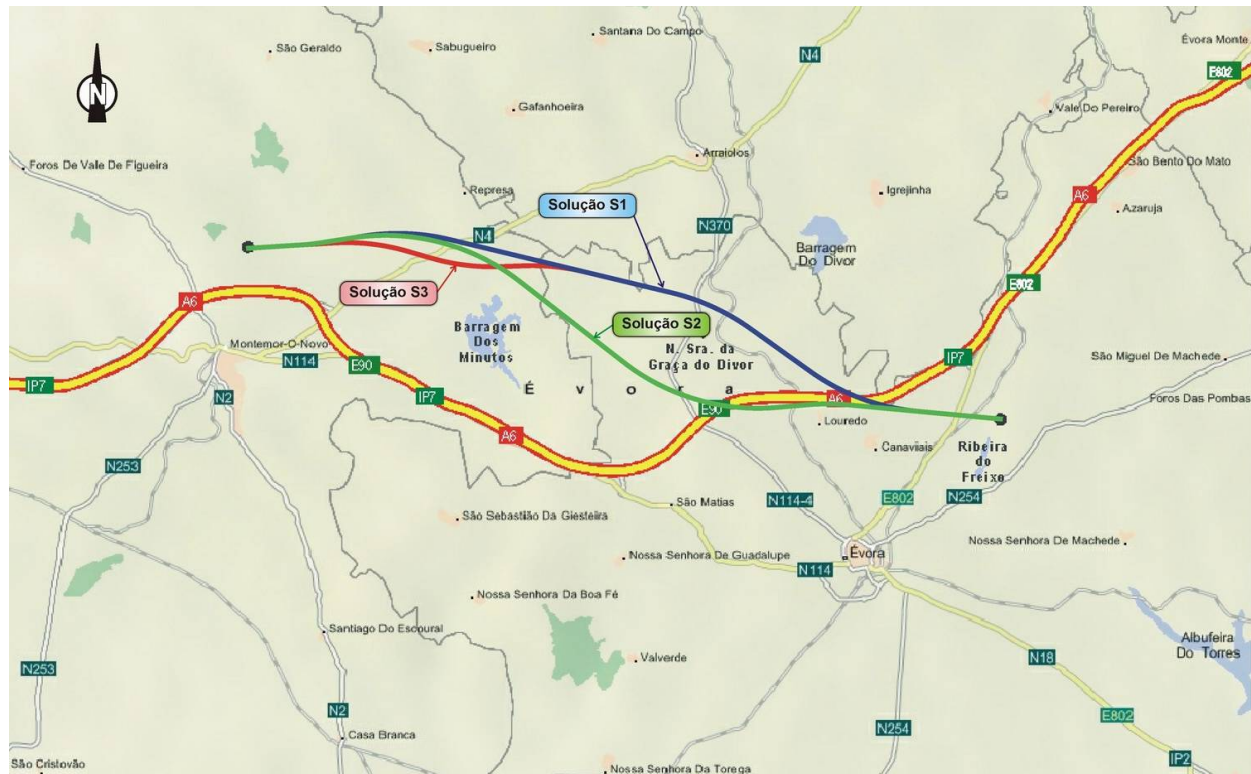 Évora Monte
Santana Do Campo
São Geraldo
Sabugueiro
N4
E802
N
Gafanhoeira
Vale Do Pereiro
Foros De Vale De Figueira
Arraiolos
São Bento Do Mato
Represa
Igrejinha
A6
Azaruja
Solução S1
N4
N370
Barragem
Do Divor
Solução S3
A6
E802
Solução S2
Barragem
Dos
Minutos
Montemor-O-Novo
N114
E90
N. Sra. da
Graça do Divor
IP7
São Miguel De Machede
IP7
IP7
N2
Évora
E90
A6
Foros Das Pombas
A6
Louredo
Canaviais
Ribeira
do
Freixo
N253
São Matias
N114-4
E802
N254
São Sebastião Da Giesteira
Nossa Senhora De Guadalupe
N114
Évora
Nossa Senhora De Machede
Nossa Senhora Da Boa Fé
Santiago Do Escoural
Valverde
Albufeira
Do Torres
N253
N18
N2
E802
Casa Branca
N254
São Cristovão
Nossa Senhora Da Torega
IP2